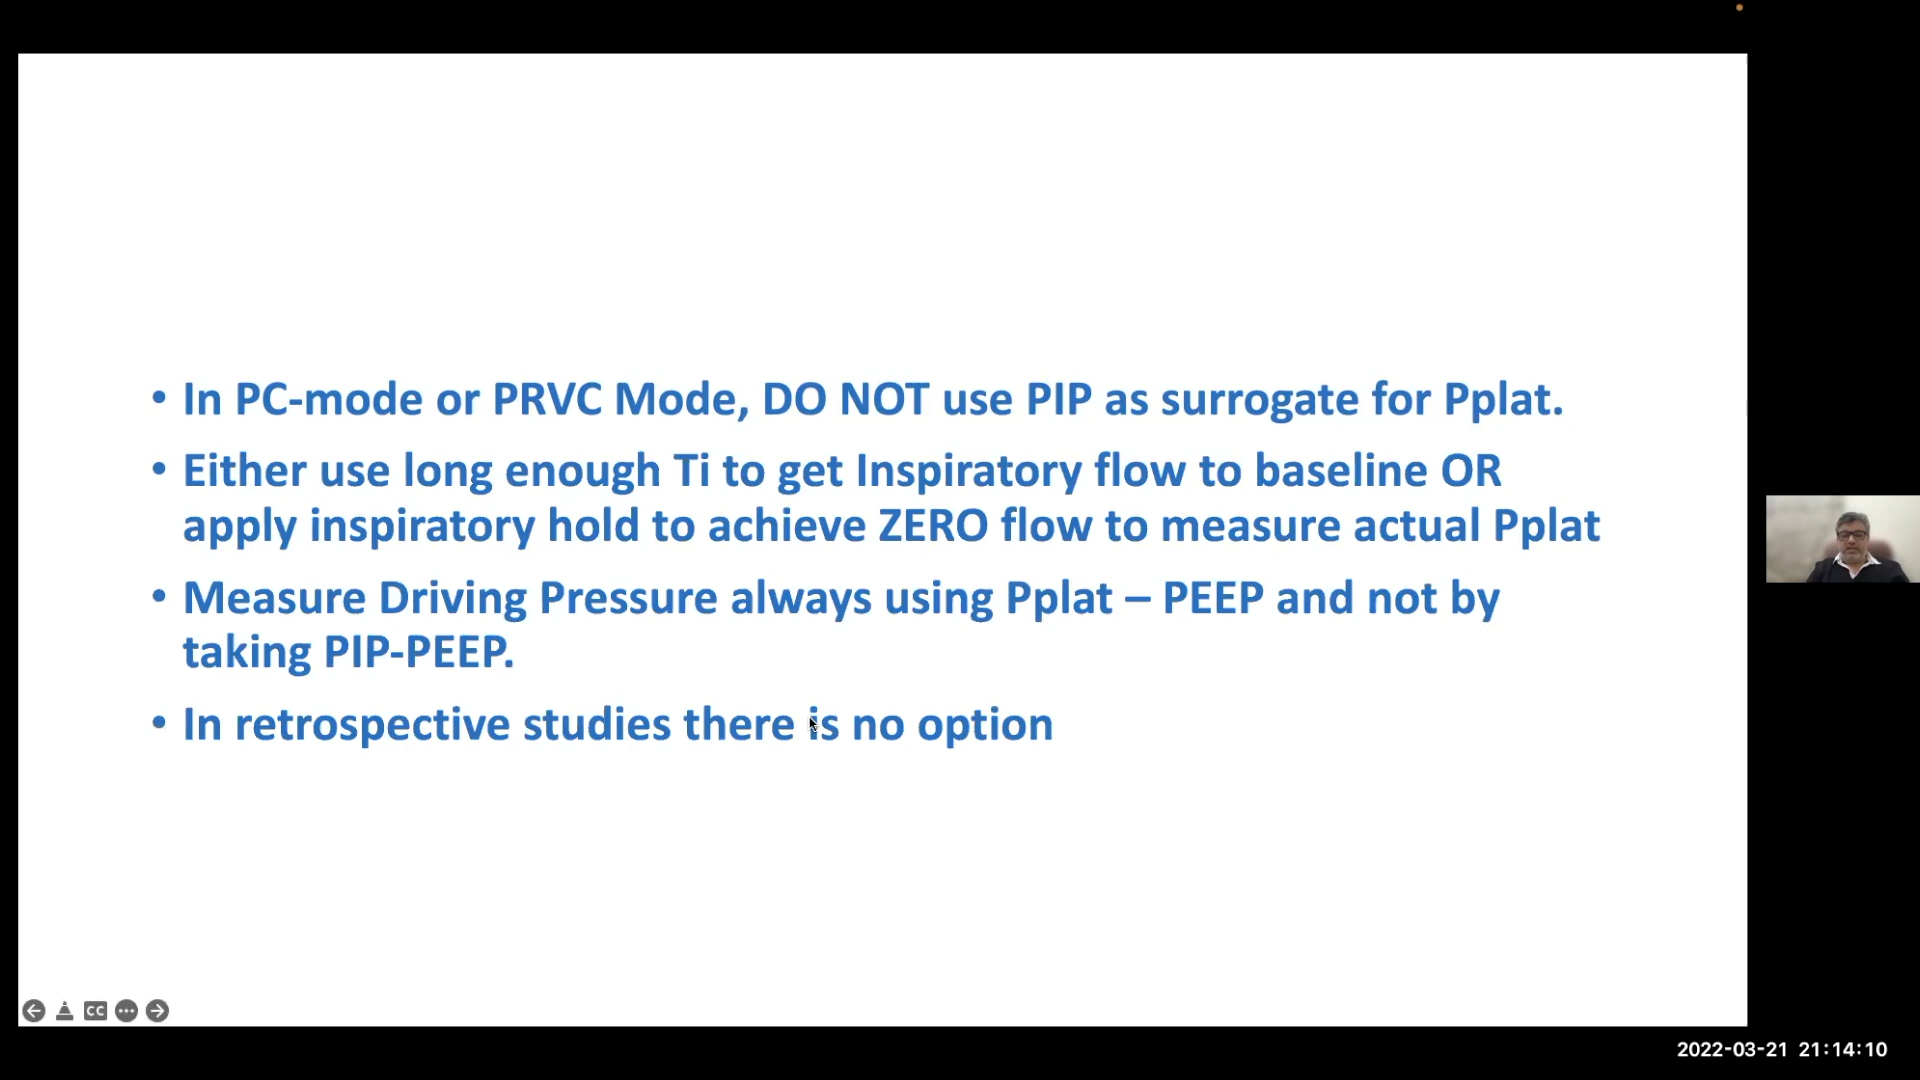 • In PC-mode or PRVC Mode, DO NOT use PIP as surrogate for Pplat.
• Either use long enough Ti to get Inspiratory flow to baseline OR
apply inspiratory hold to achieve ZERO flow to measure actual Pplat
• Measure Driving Pressure always using Pplat – PEEP and not by
taking PIP-PEEP.
• In retrospective studies there is no option
CC
2022-03-21 21:14:10